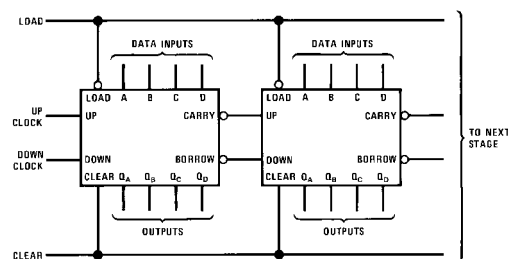 LOAD
DATA INPUTS
DATA INPUTS
LOAD A B C D
LOAD A B C D
UP CLOCK
UP
CARRY
UP
CARRY
TO NEXT STAGE
DOWN CLOCK
DOWN
BORROW
DOWN
BORROW
CLEAR QA QB QC QD
CLEAR QA QB QC QD
OUTPUTS
OUTPUTS
CLEAR